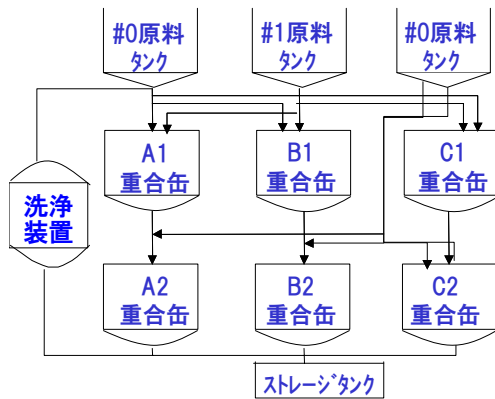 #0原料
タンク
#1原料
タンク
#0原料
タンク
A1
重合缶
B1
重合缶
C1
重合缶
洗浄
装置
A2
重合缶
B2
重合缶
C2
重合缶
ストレージタンク